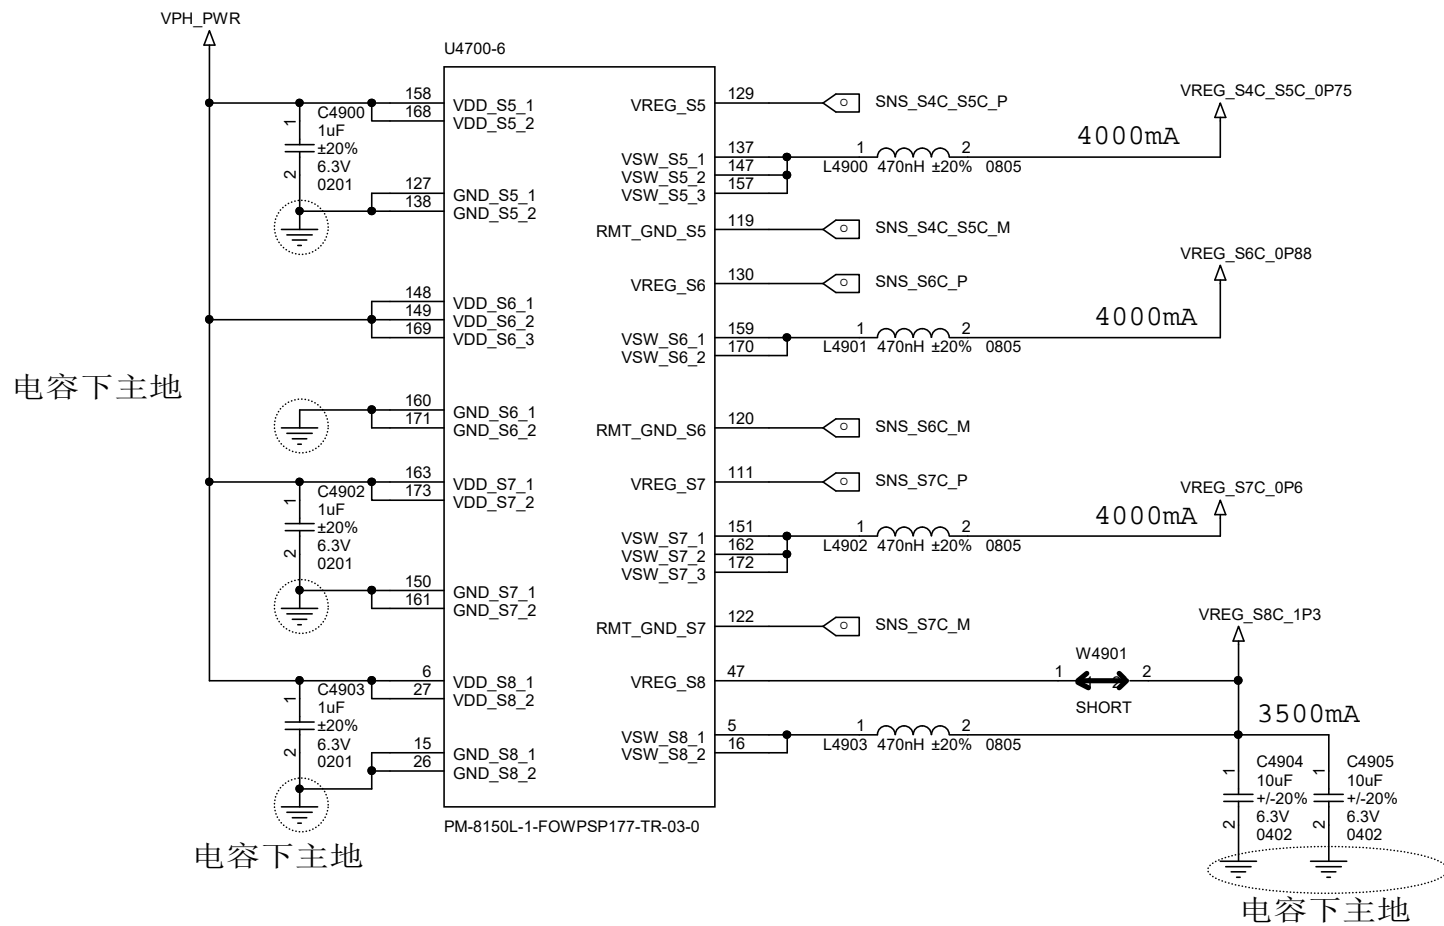 VPH_PWR
U4700-6
158
VDD_S5_1
168
VDD_S5_2
127
GND_S5_1
138
GND_S5_2
148
VDD_S6_1
149
VDD_S6_2
169
VDD_S6_3
160
GND_S6_1
171
GND_S6_2
163
VDD_S7_1
173
VDD_S7_2
150
GND_S7_1
161
GND_S7_2
6
VDD_S8_1
27
VDD_S8_2
15
GND_S8_1
26
GND_S8_2
1
2
C4900
1uF
±20%
6.3V
0201
1
2
C4902
1uF
±20%
6.3V
0201
1
2
C4903
1uF
±20%
6.3V
0201
电容下主地
电容下主地
PM-8150L-1-FOWPSP177-TR-03-0
VREG_S5 129 SNS_S4C_S5C_P
VSW_S5_1 137
VSW_S5_2 147
VSW_S5_3 157
1 2
L4900 470nH ±20% 0805
4000mA
VREG_S4C_S5C_0P75
RMT_GND_S5 119 SNS_S4C_S5C_M
VREG_S6 130 SNS_S6C_P
VSW_S6_1 159
VSW_S6_2 170
1 2
L4901 470nH ±20% 0805
4000mA
VREG_S6C_0P88
RMT_GND_S6 120 SNS_S6C_M
VREG_S7 111 SNS_S7C_P
VSW_S7_1 151
VSW_S7_2 162
VSW_S7_3 172
1 2
L4902 470nH ±20% 0805
4000mA
VREG_S7C_0P6
RMT_GND_S7 122 SNS_S7C_M
VREG_S8 47
W4901
1 2
SHORT
VREG_S8C_1P3
VSW_S8_1 5
VSW_S8_2 16
1 2
L4903 470nH ±20% 0805
3500mA
1
2
C4904
10uF
+/-20%
6.3V
0402
1
2
C4905
10uF
+/-20%
6.3V
0402
电容下主地